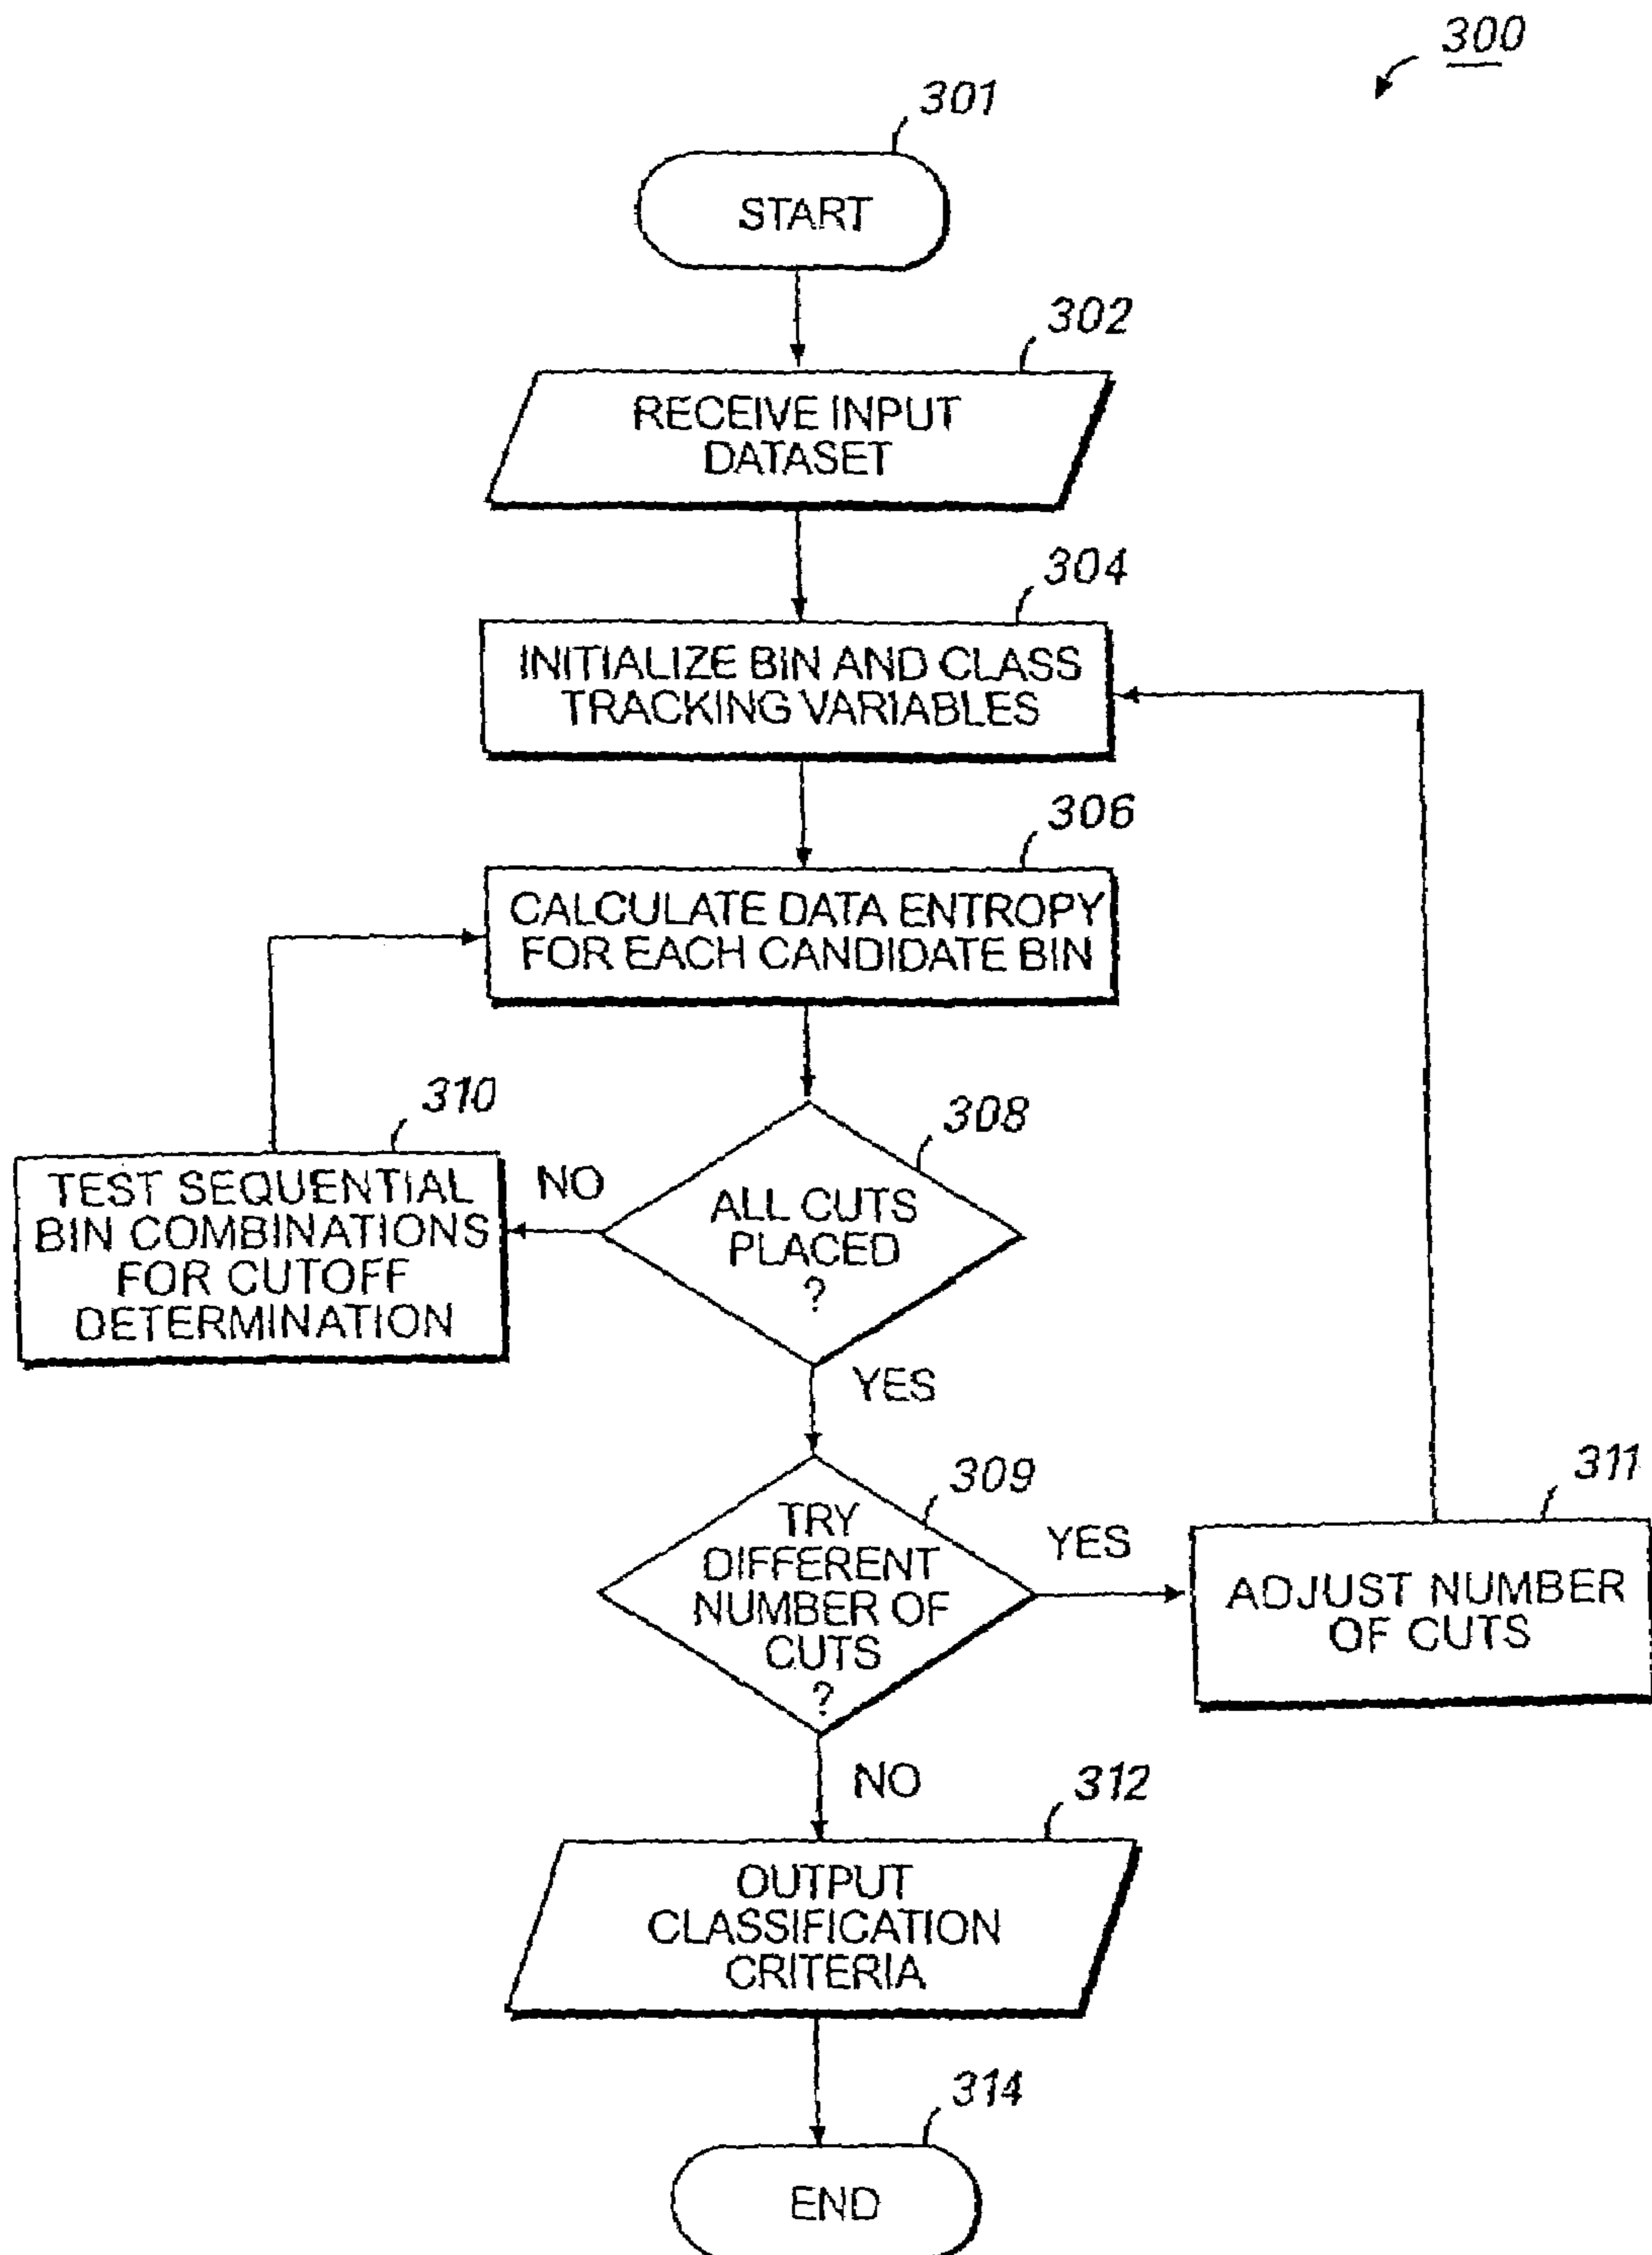 300
301
START
302
RECEIVE INPUT
DATASET
304
INITIALIZE BIN AND CLASS
TRACKING VARIABLES
306
CALCULATE DATA ENTROPY
FOR EACH CANDIDATE BIN
310
TEST SEQUENTIAL
BIN COMBINATIONS
FOR CUTOFF
DETERMINATION
NO
308
ALL CUTS
PLACED
?
YES
309
TRY
DIFFERENT
NUMBER OF
CUTS
?
YES
311
ADJUST NUMBER
OF CUTS
NO
312
OUTPUT
CLASSIFICATION
CRITERIA
314
END